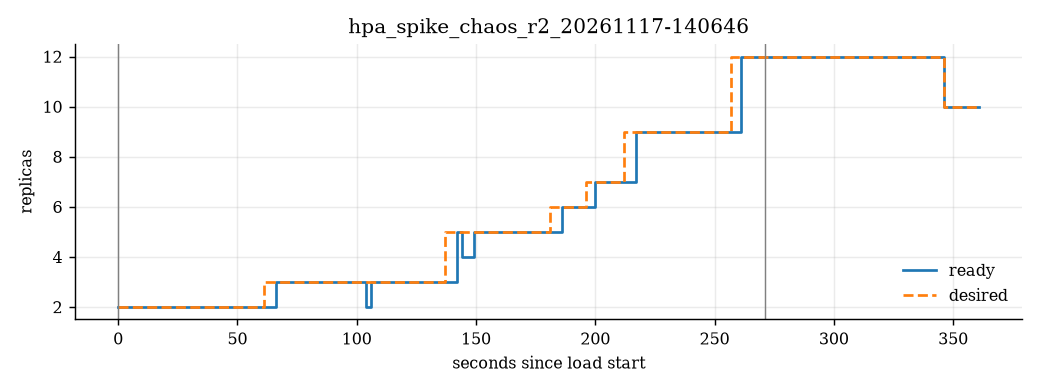 hpa_spike_chaos_r2_20261117-140646
replicas
12
10
8
6
4
2
ready
desired
0 50 100 150 200 250 300 350
seconds since load start